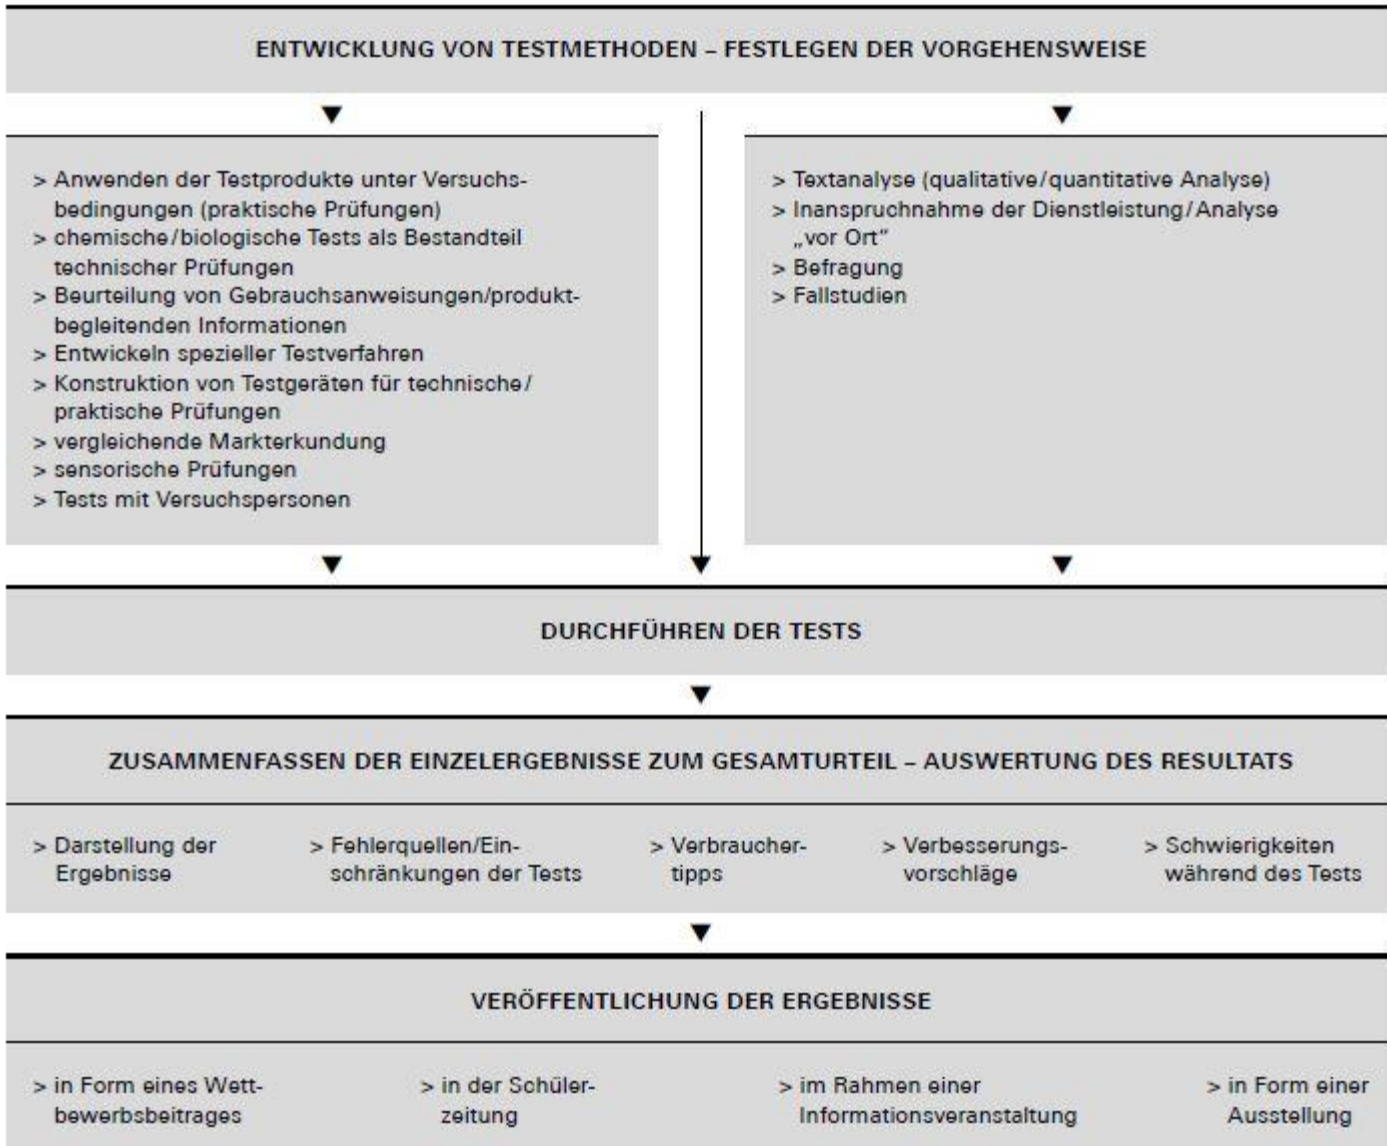 ENTWICKLUNG VON TESTMETHODEN – FESTLEGEN DER VORGEHENSWEISE
> Anwenden der Testprodukte unter Versuchs-
bedingungen (praktische Prüfungen)
> chemische/biologische Tests als Bestandteil
technischer Prüfungen
> Beurteilung von Gebrauchsanweisungen/produkt-
begleitenden Informationen
> Entwickeln spezieller Testverfahren
> Konstruktion von Testgeräten für technische/
praktische Prüfungen
> vergleichende Markterkundung
> sensorische Prüfungen
> Tests mit Versuchspersonen
> Textanalyse (qualitative/quantitative Analyse)
> Inanspruchnahme der Dienstleistung/Analyse
„vor Ort“
> Befragung
> Fallstudien
DURCHFÜHREN DER TESTS
ZUSAMMENFASSEN DER EINZELERGEBNISSE ZUM GESAMTURTEIL – AUSWERTUNG DES RESULTATS
> Darstellung der
Ergebnisse
> Fehlerquellen/Ein-
schränkungen der Tests
> Verbraucher-
tipps
> Verbesserungs-
vorschläge
> Schwierigkeiten
während des Tests
VERÖFFENTLICHUNG DER ERGEBNISSE
> in Form eines Wett-
bewerbsbeitrages
> in der Schüler-
zeitung
> im Rahmen einer
Informationsveranstaltung
> in Form einer
Ausstellung